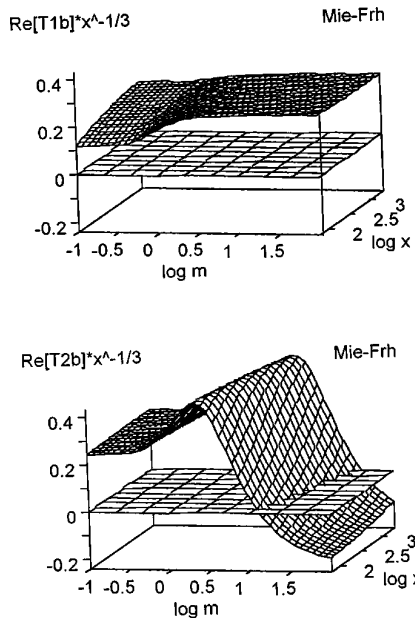 Re[T1b]*x^-1/3 Mie-Frh
0.4
0.2
0
-0.2
-1 -0.5 0 0.5 1 1.5
log m
2 2.5 3
log x
Re[T2b]*x^-1/3 Mie-Frh
0.4
0.2
0
-0.2
-1 -0.5 0 0.5 1 1.5
log m
2 2.5 3
log x